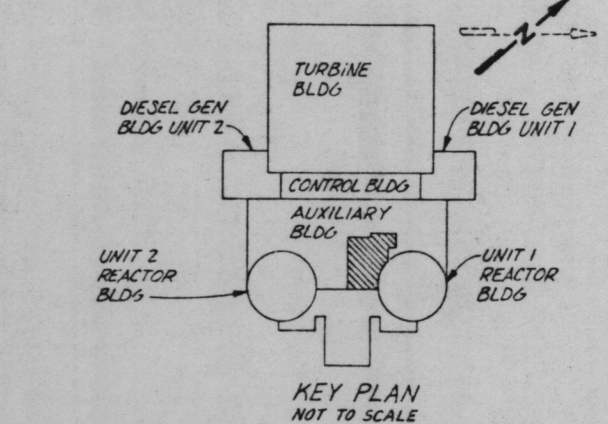 N
TURBINE
BLDG
DIESEL GEN
BLDG UNIT 2
DIESEL GEN
BLDG UNIT 1
CONTROL BLDG
AUXILIARY
BLDG
UNIT 2
REACTOR
BLDG
UNIT 1
REACTOR
BLDG
KEY PLAN
NOT TO SCALE